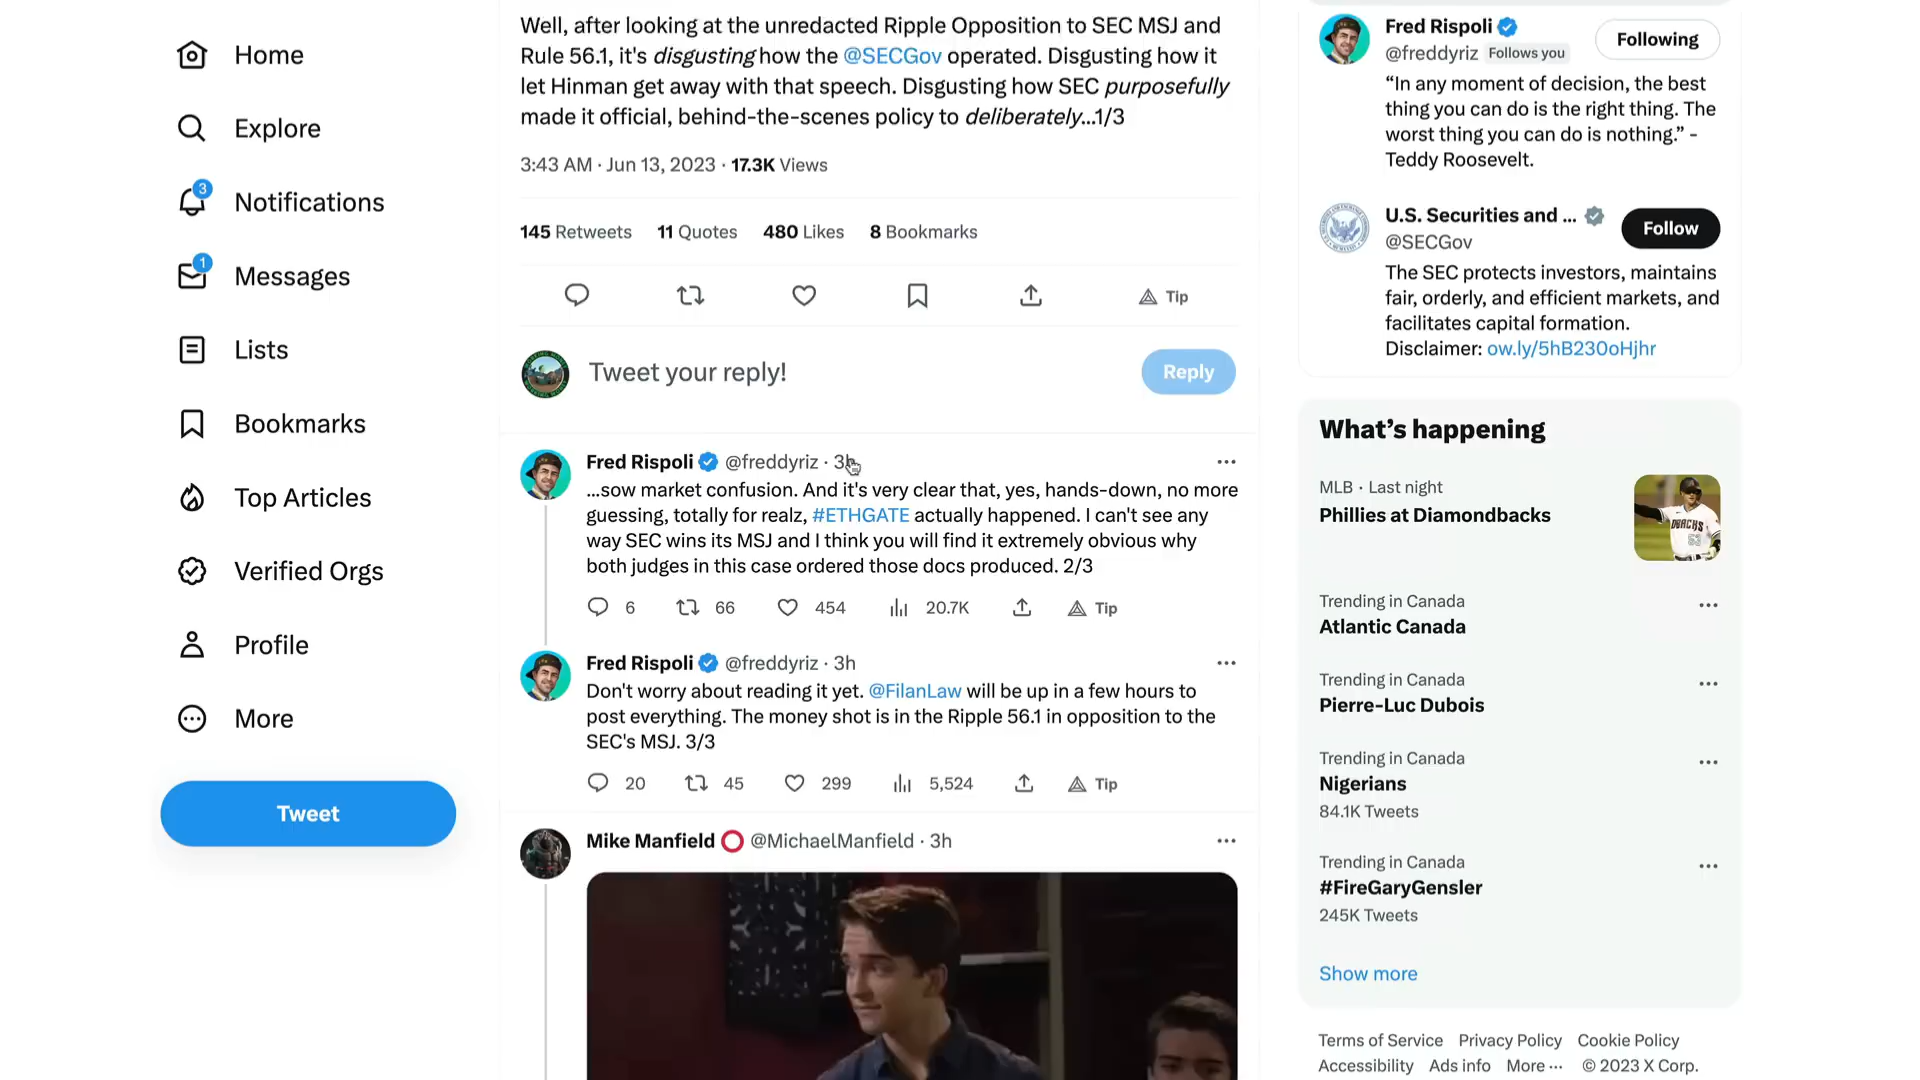 Home
Explore
3
Notifications
1
Messages
Lists
Bookmarks
Top Articles
Verified Orgs
Profile
More
Tweet
Well, after looking at the unredacted Ripple Opposition to SEC MSJ and
Rule 56.1, it's disgusting how the @SECGov operated. Disgusting how it
let Hinman get away with that speech. Disgusting how SEC purposefully
made it official, behind-the-scenes policy to deliberately...1/3
3:43 AM · Jun 13, 2023 · 17.3K Views
145 Retweets 11 Quotes 480 Likes 8 Bookmarks
Tip
Tweet your reply!
Reply
Fred Rispoli @freddyriz · 3h
...sow market confusion. And it's very clear that, yes, hands-down, no more
guessing, totally for realz, #ETHGATE actually happened. I can't see any
way SEC wins its MSJ and I think you will find it extremely obvious why
both judges in this case ordered those docs produced. 2/3
6 66 454 20.7K Tip
Fred Rispoli @freddyriz · 3h
Don't worry about reading it yet. @FilanLaw will be up in a few hours to
post everything. The money shot is in the Ripple 56.1 in opposition to the
SEC's MSJ. 3/3
20 45 299 5,524 Tip
Mike Manfield @MichaelManfield · 3h
Fred Rispoli
@freddyriz Follows you
Following
“In any moment of decision, the best
thing you can do is the right thing. The
worst thing you can do is nothing.” -
Teddy Roosevelt.
U.S. Securities and ...
@SECGov
Follow
The SEC protects investors, maintains
fair, orderly, and efficient markets, and
facilitates capital formation.
Disclaimer: ow.ly/5hB230oHjhr
What's happening
MLB · Last night
Phillies at Diamondbacks
Trending in Canada
Atlantic Canada
Trending in Canada
Pierre-Luc Dubois
Trending in Canada
Nigerians
84.1K Tweets
Trending in Canada
#FireGaryGensler
245K Tweets
Show more
Terms of Service Privacy Policy Cookie Policy
Accessibility Ads info More ... © 2023 X Corp.